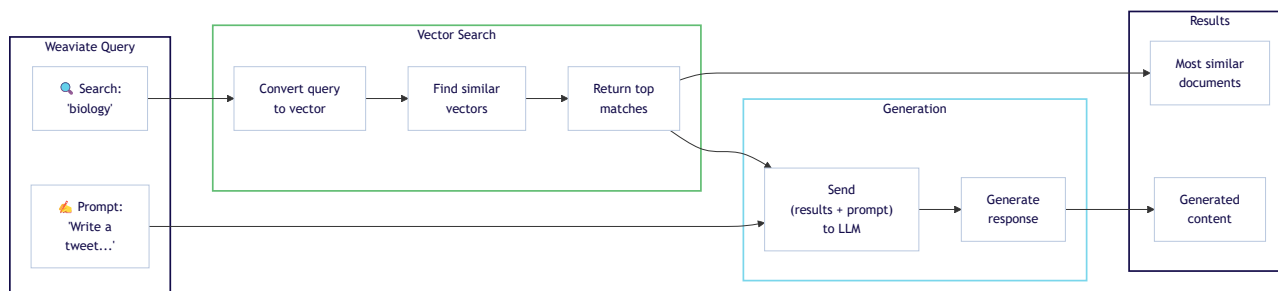 Weaviate Query
🔍 Search:
'biology'
✍️ Prompt:
'Write a
tweet...'
Vector Search
Convert query
to vector
Find similar
vectors
Return top
matches
Generation
Send
(results + prompt)
to LLM
Generate
response
Results
Most similar
documents
Generated
content